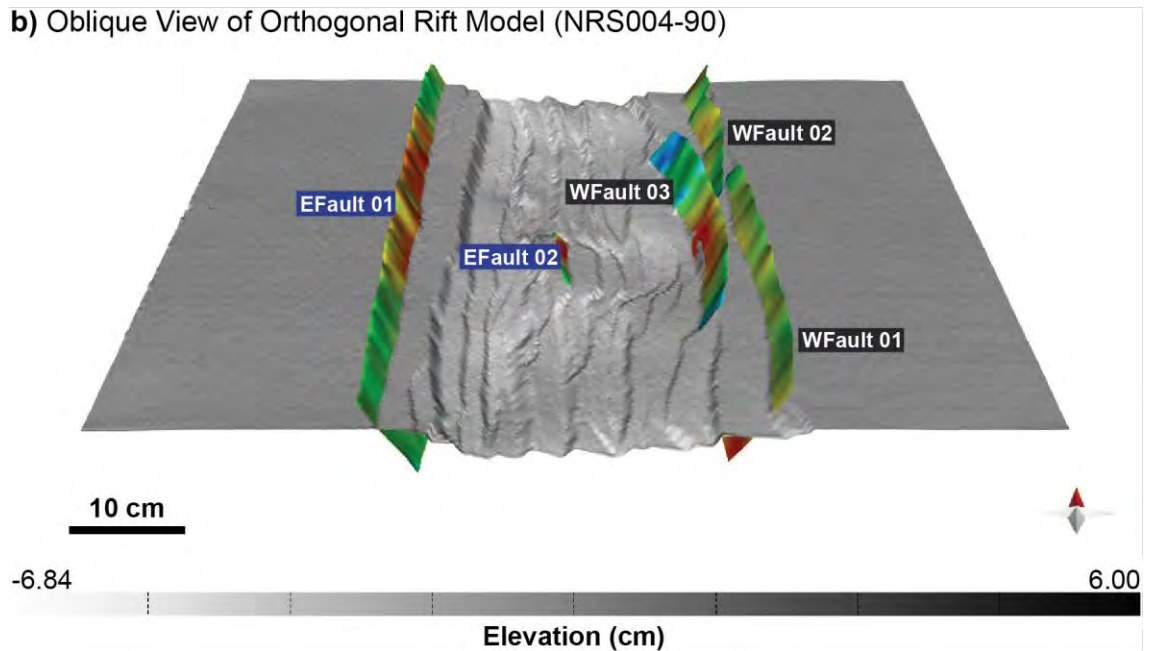 b) Oblique View of Orthogonal Rift Model (NRS004-90)
WFault 02
WFault 03
EFault 01
EFault 02
WFault 01
10 cm
-6.84
6.00
Elevation (cm)